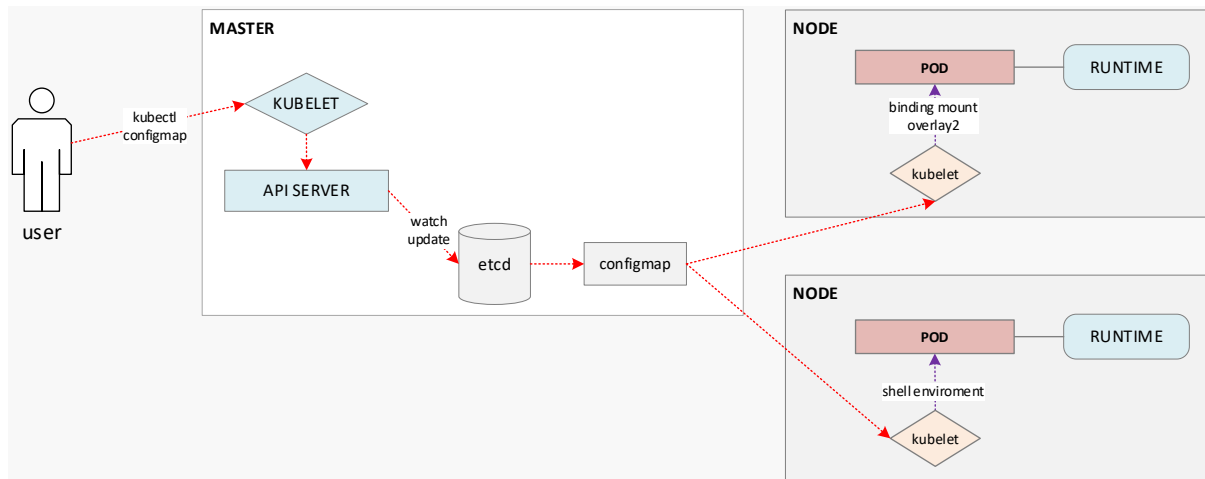 MASTER
KUBELET
kubectl
configmap
API SERVER
user
watch
update
etcd
configmap
NODE
POD
RUNTIME
binding mount
overlay2
kubelet
NODE
POD
RUNTIME
shell enviroment
kubelet